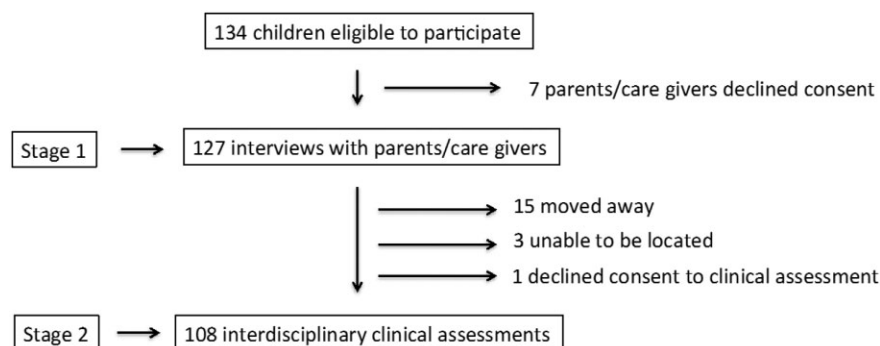 134 children eligible to participate
7 parents/care givers declined consent
Stage 1
127 interviews with parents/care givers
15 moved away
3 unable to be located
1 declined consent to clinical assessment
Stage 2
108 interdisciplinary clinical assessments